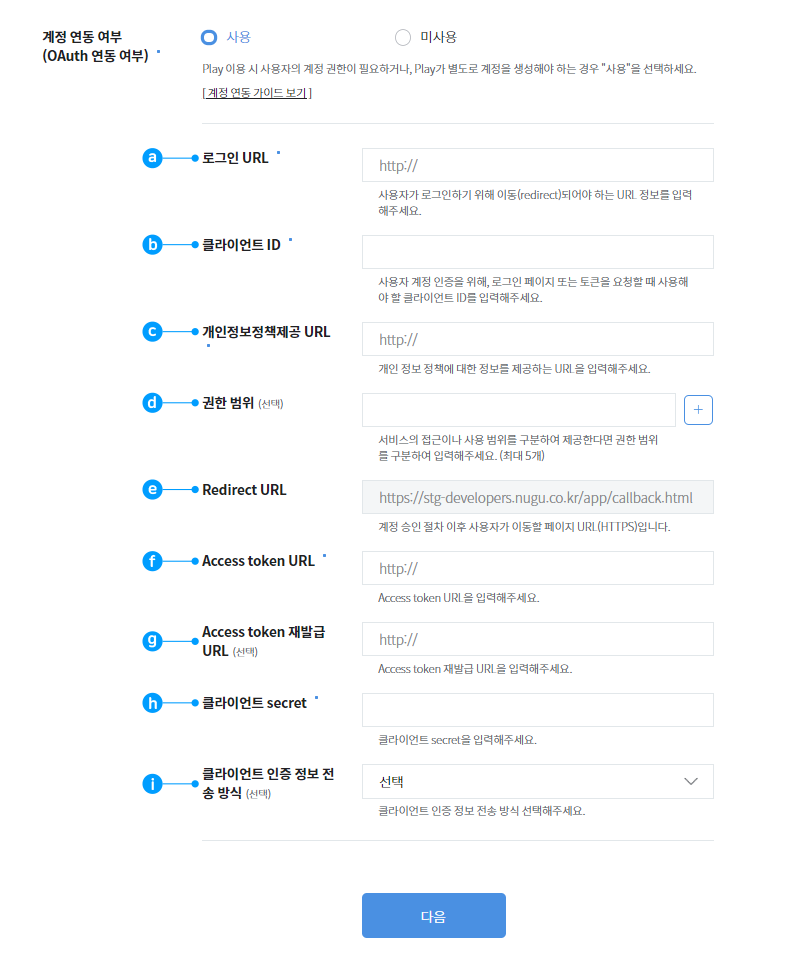 계정 연동 여부
(OAuth 연동 여부)
사용
미사용
Play 이용 시 사용자의 계정 권한이 필요하거나, Play가 별도로 계정을 생성해야 하는 경우 "사용"을 선택하세요.
[ 계정 연동 가이드 보기 ]
a
로그인 URL
http://
사용자가 로그인하기 위해 이동(redirect)되어야 하는 URL 정보를 입력
해주세요.
b
클라이언트 ID
사용자 계정 인증을 위해, 로그인 페이지 또는 토큰을 요청할 때 사용해
야 할 클라이언트 ID를 입력해주세요.
c
개인정보정책제공 URL
http://
개인 정보 정책에 대한 정보를 제공하는 URL을 입력해주세요.
d
권한 범위 (선택)
+
서비스의 접근이나 사용 범위를 구분하여 제공한다면 권한 범위
를 구분하여 입력해주세요. (최대 5개)
e
Redirect URL
https://stg-developers.nugu.co.kr/app/callback.html
계정 승인 절차 이후 사용자가 이동할 페이지 URL(HTTPS)입니다.
f
Access token URL
http://
Access token URL을 입력해주세요.
g
Access token 재발급
URL (선택)
http://
Access token 재발급 URL을 입력해주세요.
h
클라이언트 secret
클라이언트 secret을 입력해주세요.
i
클라이언트 인증 정보 전
송 방식 (선택)
선택
클라이언트 인증 정보 전송 방식 선택해주세요.
다음